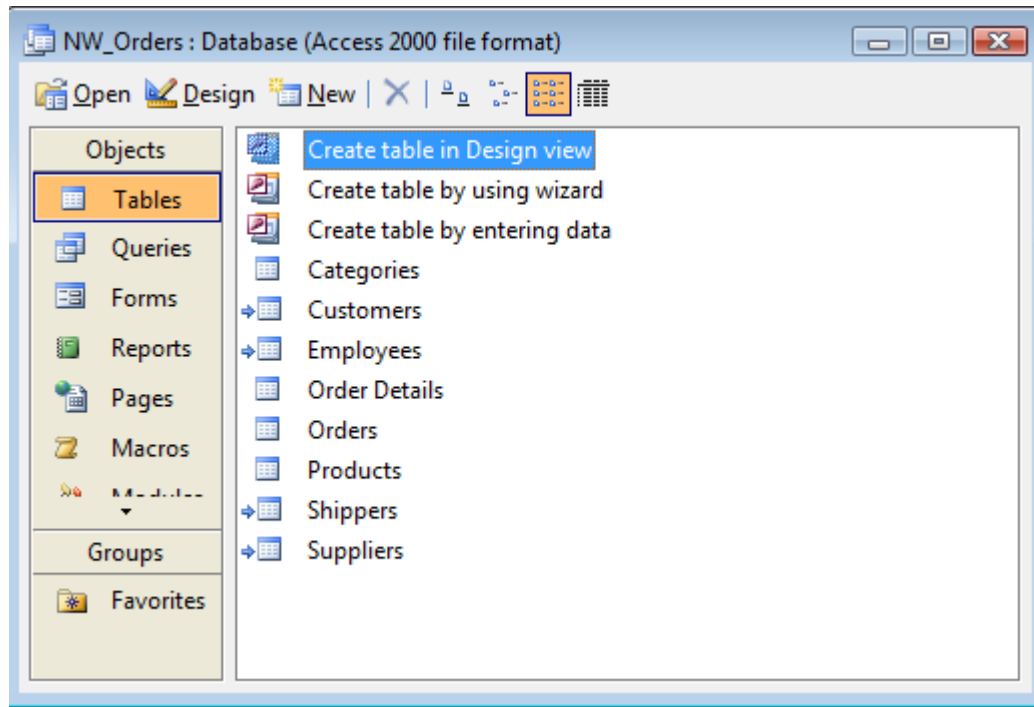 NW_Orders : Database (Access 2000 file format)
Open Design New
Objects
Tables
Queries
Forms
Reports
Pages
Macros
Groups
Favorites
Create table in Design view
Create table by using wizard
Create table by entering data
Categories
Customers
Employees
Order Details
Orders
Products
Shippers
Suppliers